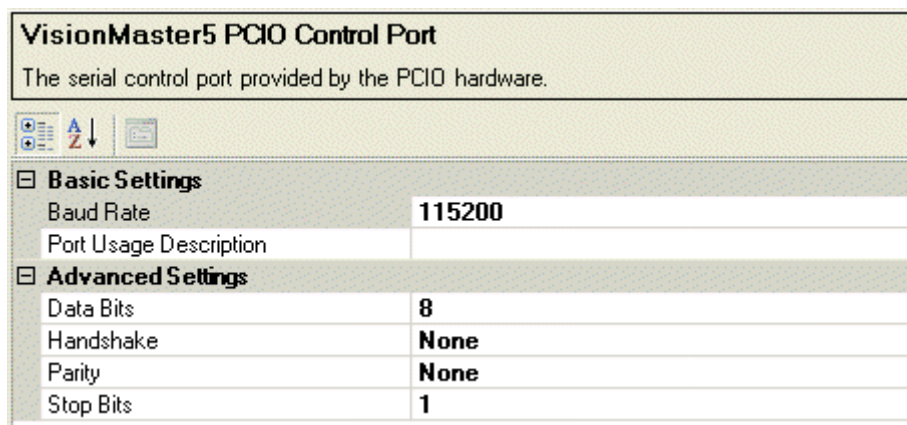 VisionMaster5 PCIO Control Port
The serial control port provided by the PCIO hardware.
Basic Settings
Baud Rate 115200
Port Usage Description
Advanced Settings
Data Bits 8
Handshake None
Parity None
Stop Bits 1